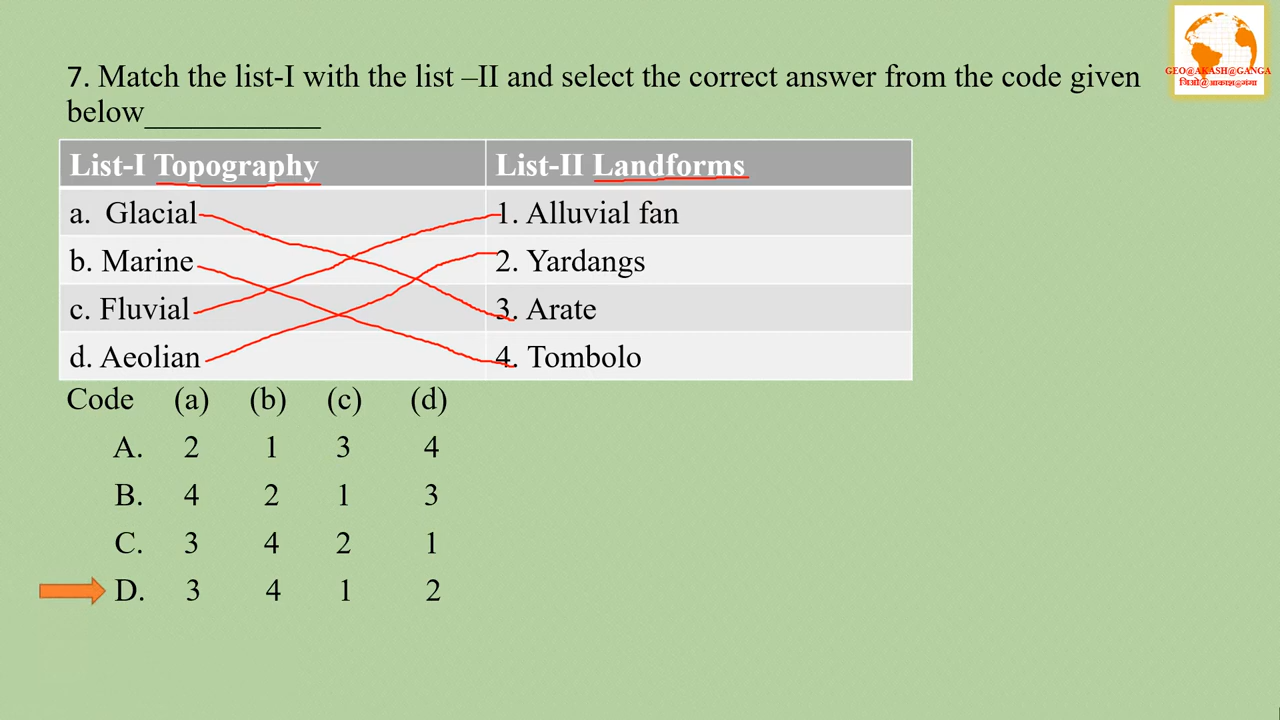 GEO@AKASH@GANGA
जिओ@आकाश@गंगा
7. Match the list-I with the list –II and select the correct answer from the code given
below___________
List-I Topography List-II Landforms
a. Glacial 1. Alluvial fan
b. Marine 2. Yardangs
c. Fluvial 3. Arate
d. Aeolian 4. Tombolo
Code (a) (b) (c) (d)
A. 2 1 3 4
B. 4 2 1 3
C. 3 4 2 1
D. 3 4 1 2